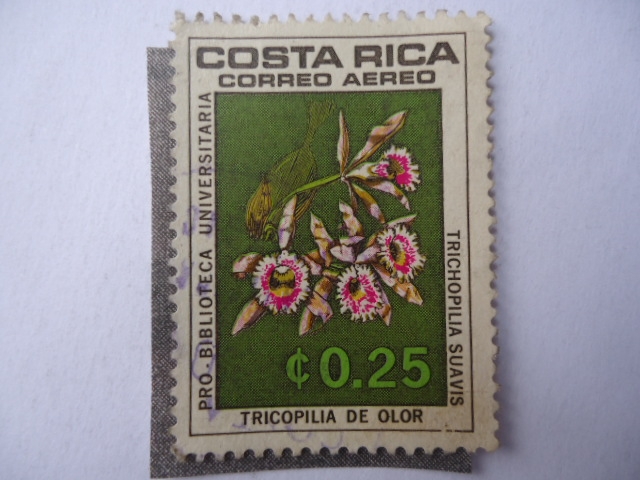 COSTA RICA
CORREO AEREO
PRO-BIBLIOTECA UNIVERSITARIA
TRICHOPILIA SUAVIS
₡0.25
TRICOPILIA DE OLOR